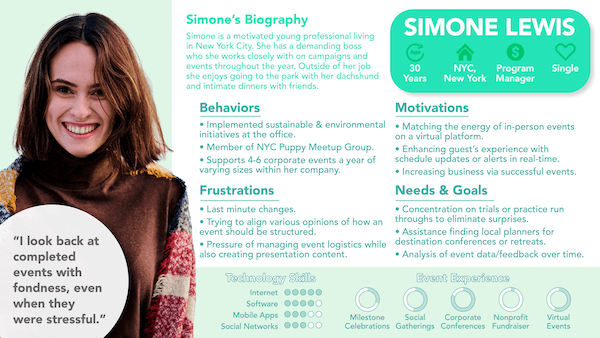 Simone's Biography
Simone is a motivated young professional living
in New York City, She has a demanding boss
who she works closely with on campaigns and
events throughout the year. Outside of her job
she enjoys going to the park with her dachshund
and intimate dinners with friends.
SIMONE LEWIS
Age
30
Years
NYC,
New York
$
Program
Manager
Single
Behaviors
• Implemented sustainable & environmental
initiatives at the office.
• Member of NYC Puppy Meetup Group.
• Supports 4-6 corporate events a year of
varying sizes within her company.
Motivations
• Matching the energy of in-person events
on a virtual platform.
• Enhancing guest's experience with
schedule updates or alerts in real-time.
• Increasing business via successful events.
Frustrations
• Last minute changes.
• Trying to align various opinions of how an
event should be structured.
• Pressure of managing event logistics while
also creating presentation content.
Needs & Goals
• Concentration on trials or practice run
throughs to eliminate surprises.
• Assistance finding local planners for
destination conferences or retreats.
• Analysis of event data/feedback over time.
"I look back at
completed
events with
fondness, even
when they
were stressful."
Technology Skills
Internet
Software
Mobile Apps
Social Networks
Event Experience
Milestone
Celebrations
Social
Gatherings
Corporate
Conferences
Nonprofit
Fundraiser
Virtual
Events